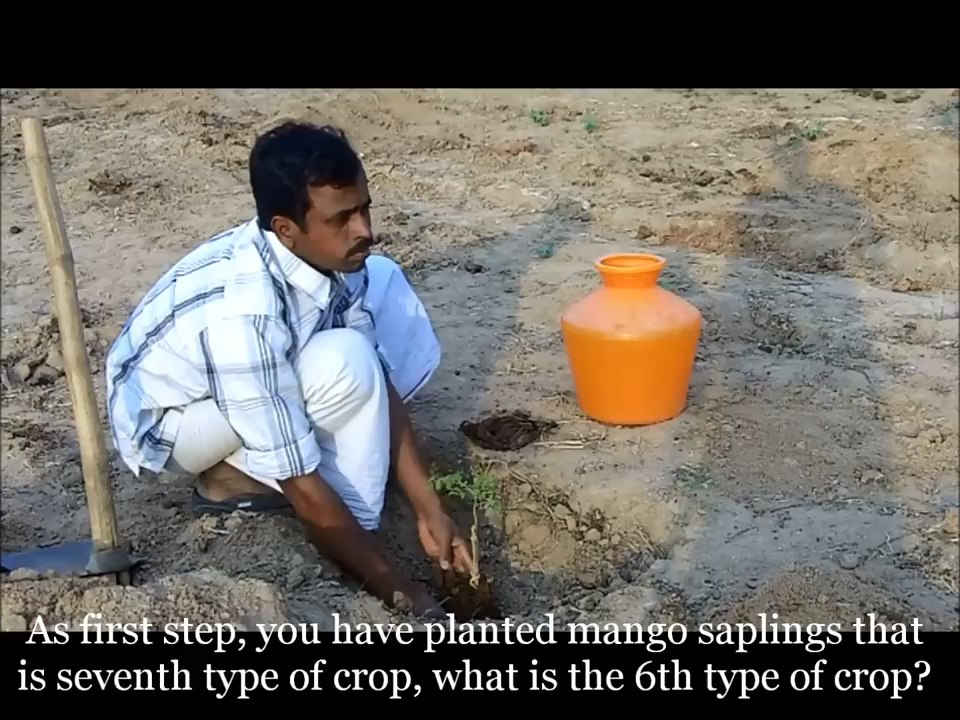 As first step, you have planted mango saplings that
is seventh type of crop, what is the 6th type of crop?